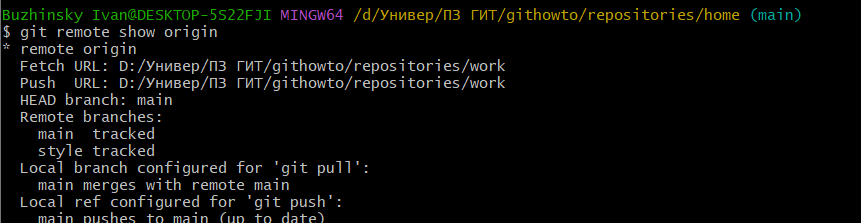 Buzhinsky Ivan@DESKTOP-5S22FJI MINGW64 /d/Универ/ПЗ ГИТ/githowto/repositories/home (main)
$ git remote show origin
* remote origin
  Fetch URL: D:/Универ/ПЗ ГИТ/githowto/repositories/work
  Push  URL: D:/Универ/ПЗ ГИТ/githowto/repositories/work
  HEAD branch: main
  Remote branches:
    main  tracked
    style tracked
  Local branch configured for 'git pull':
    main merges with remote main
  Local ref configured for 'git push':
    main pushes to main (up to date)